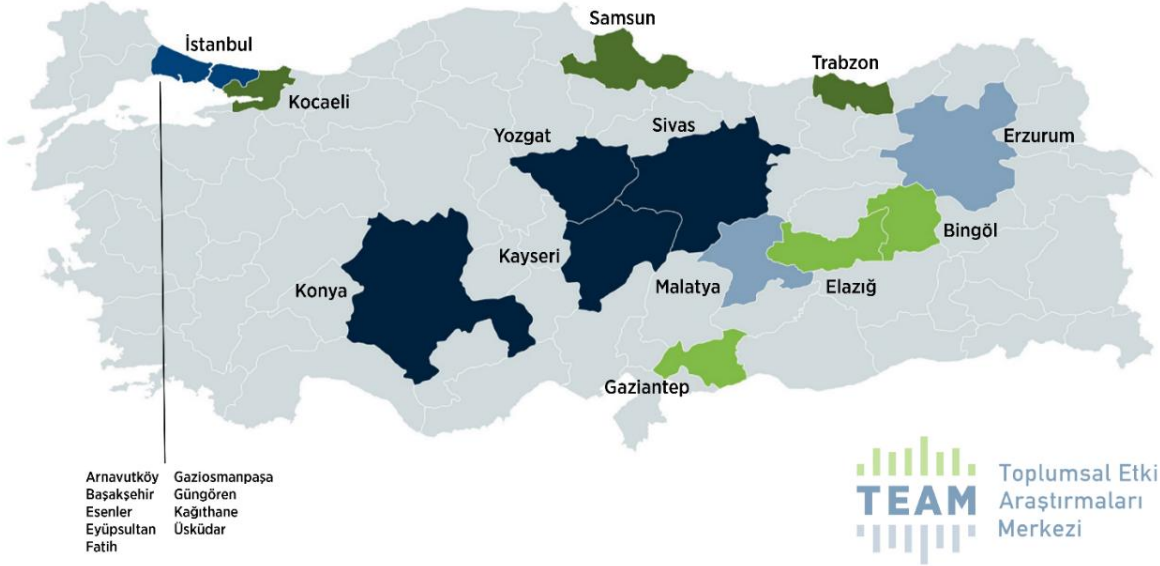 Samsun
İstanbul
Trabzon
Kocaeli
Sivas
Yozgat
Erzurum
Bingöl
Kayseri
Malatya
Elazığ
Konya
Gaziantep
Arnavutköy Gaziosmanpaşa
Başakşehir Güngören
Esenler Kağıthane
Eyüpsultan Üsküdar
Fatih
TEAM
Toplumsal Etki
Araştırmaları
Merkezi